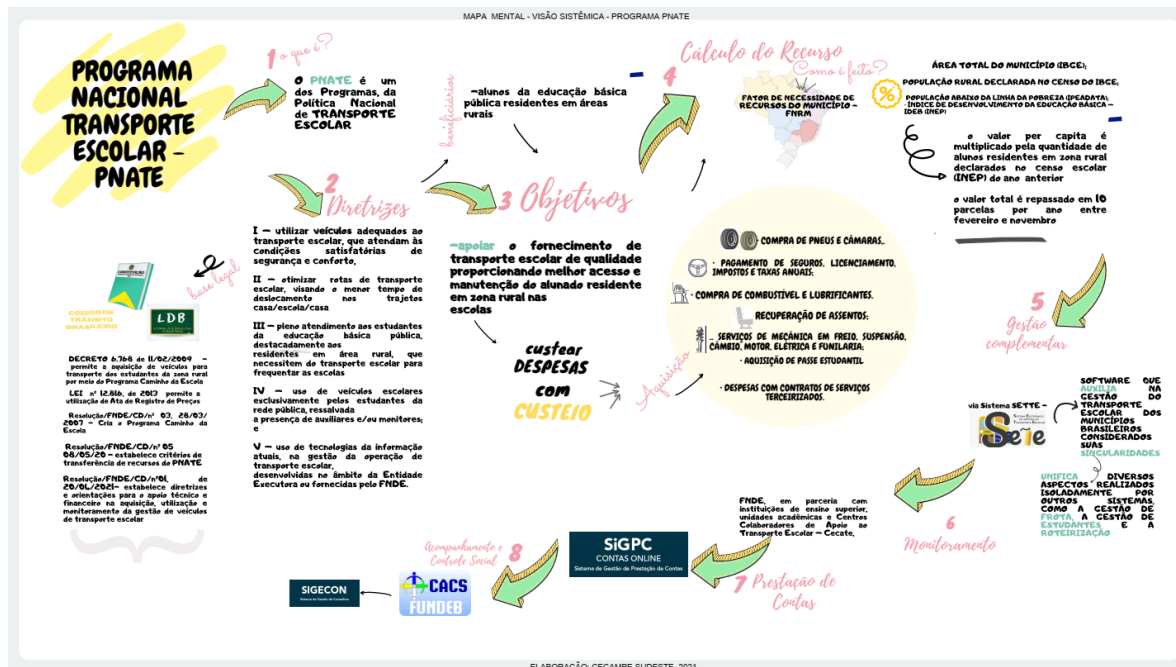 MAPA MENTAL - VISÃO SISTÊMICA - PROGRAMA PNATE
PROGRAMA
NACIONAL
TRANSPORTE
ESCOLAR -
PNATE
1 o que é?
O PNATE é um
dos Programas, da
Política Nacional
de TRANSPORTE
ESCOLAR
beneficiários
-alunos da educação básica
pública residentes em áreas
rurais
2
Diretrizes
I – utilizar veículos adequados ao
transporte escolar, que atendam às
condições satisfatórias de
segurança e conforto,
II – otimizar rotas de transporte
escolar, visando o menor tempo de
deslocamento nos trajetos
casa/escola/casa
III – pleno atendimento aos estudantes
da educação básica pública,
destacadamente aos
residentes em área rural, que
necessitem do transporte escolar para
frequentar as escolas
IV – uso de veículos escolares
exclusivamente pelos estudantes da
rede pública, ressalvada
a presença de auxiliares e/ou monitores;
e
V – uso de tecnologias da informação
atuais, na gestão da operação de
transporte escolar,
desenvolvidas no âmbito da Entidade
Executora ou fornecidas pelo FNDE.
base legal
CONSTITUIÇÃO
CÓDIGO DE
TRÂNSITO
BRASILEIRO
LDB
DECRETO 6.768 de 11/02/2009 –
permite a aquisição de veículos para
transporte dos estudantes da zona rural
por meio do Programa Caminho da Escola
LEI nº 12.816, de 2013 permite a
utilização de Ata de Registro de Preços
Resolução/FNDE/CD/nº 03, 28/03/
2007 – Cria o Programa Caminho da
Escola
Resolução/FNDE/CD/nº 05
08/05/20 – estabelece critérios de
transferência de recursos do PNATE
Resolução/FNDE/CD/nº01, de
20/04/2021– estabelece diretrizes
e orientações para o apoio técnico e
financeiro na aquisição, utilização e
monitoramento da gestão de veículos
de transporte escolar
3 Objetivos
-apoiar o fornecimento de
transporte escolar de qualidade
proporcionando melhor acesso e
manutenção do alunado residente
em zona rural nas
escolas
custear
DESPESAS
com
CUSTEIO
Aquisição
· COMPRA DE PNEUS E CÂMARAS..
· PAGAMENTO DE SEGUROS, LICENCIAMENTO,
IMPOSTOS E TAXAS ANUAIS;
· COMPRA DE COMBUSTÍVEL E LUBRIFICANTES.
RECUPERAÇÃO DE ASSENTOS;
.. SERVIÇOS DE MECÂNICA EM FREIO, SUSPENSÃO,
CÂMBIO, MOTOR, ELÉTRICA E FUNILARIA;
· AQUISIÇÃO DE PASSE ESTUDANTIL
· DESPESAS COM CONTRATOS DE SERVIÇOS
TERCEIRIZADOS.
4
Cálculo do Recurso
Como é feito?
FATOR DE NECESSIDADE DE
RECURSOS DO MUNICÍPIO –
FNRM
%
ÁREA TOTAL DO MUNICÍPIO (IBGE);
POPULAÇÃO RURAL DECLARADA NO CENSO DO IBGE;
POPULAÇÃO ABAIXO DA LINHA DA POBREZA (IPEADATA);
· ÍNDICE DE DESENVOLVIMENTO DA EDUCAÇÃO BÁSICA –
IDEB (INEP)
o valor per capita é
multiplicado pela quantidade de
alunos residentes em zona rural
declarados no censo escolar
(INEP) do ano anterior
o valor total é repassado em 10
parcelas por ano entre
fevereiro e novembro
5
Gestão
complementar
via Sistema SETTE –
Sete
SOFTWARE QUE
AUXILIA NA
GESTÃO DO
TRANSPORTE
ESCOLAR DOS
MUNICÍPIOS
BRASILEIROS
CONSIDERADOS
SUAS
SINGULARIDADES
UNIFICA DIVERSOS
ASPECTOS REALIZADOS
ISOLADAMENTE POR
OUTROS SISTEMAS,
COMO A GESTÃO DE
FROTA, A GESTÃO DE
ESTUDANTES E A
ROTEIRIZAÇÃO
6
Monitoramento
FNDE, em parceria com
instituições de ensino superior,
unidades acadêmicas e Centros
Colaboradores de Apoio ao
Transporte Escolar – Cecate,
7 Prestação de
Contas
SiGPC
CONTAS ONLINE
Sistema de Gestão de Prestação de Contas
8
Acompanhamento e
Controle Social
CACS
FUNDEB
SIGECON
Sistema de Gestão de Conselhos
ELABORAÇÃO: CECAMPE SUDESTE, 2021